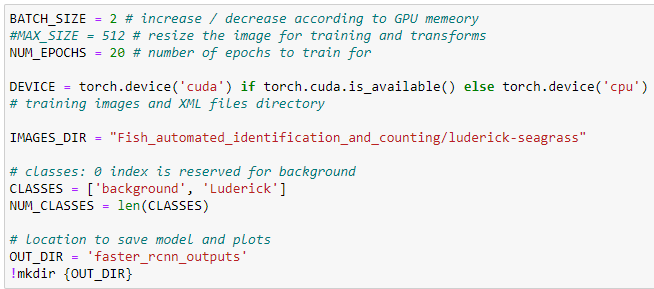 BATCH_SIZE = 2 # increase / decrease according to GPU memeory
#MAX_SIZE = 512 # resize the image for training and transforms
NUM_EPOCHS = 20 # number of epochs to train for
DEVICE = torch.device('cuda') if torch.cuda.is_available() else torch.device('cpu')
# training images and XML files directory
IMAGES_DIR = "Fish_automated_identification_and_counting/luderick-seagrass"
# classes: 0 index is reserved for background
CLASSES = ['background', 'Luderick']
NUM_CLASSES = len(CLASSES)
# location to save model and plots
OUT_DIR = 'faster_rcnn_outputs'
!mkdir {OUT_DIR}